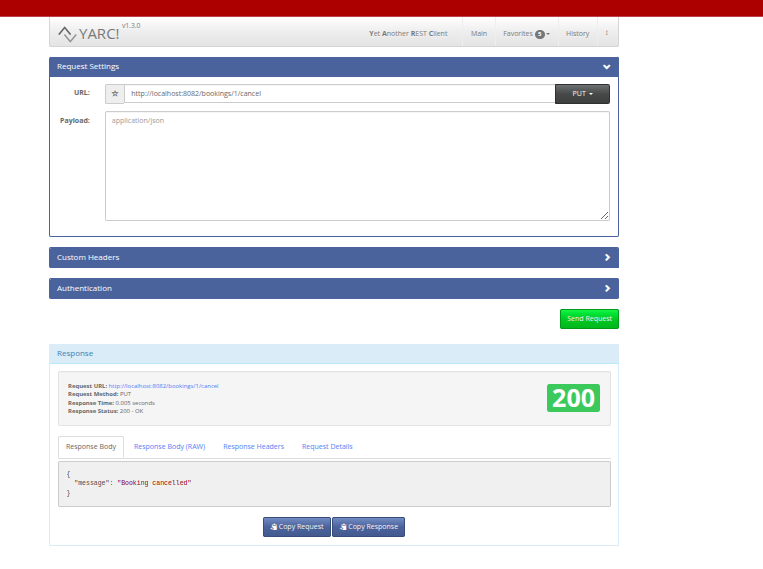 YARC! v1.3.0
Yet Another REST Client Main Favorites 5 History
Request Settings
URL: http://localhost:8082/bookings/1/cancel PUT
Payload: application/json
Custom Headers
Authentication
Send Request
Response
Request URL: http://localhost:8082/bookings/1/cancel
Request Method: PUT
Response Time: 0.005 seconds
Response Status: 200 - OK
200
Response Body Response Body (RAW) Response Headers Request Details
{
"message": "Booking cancelled"
}
Copy Request Copy Response